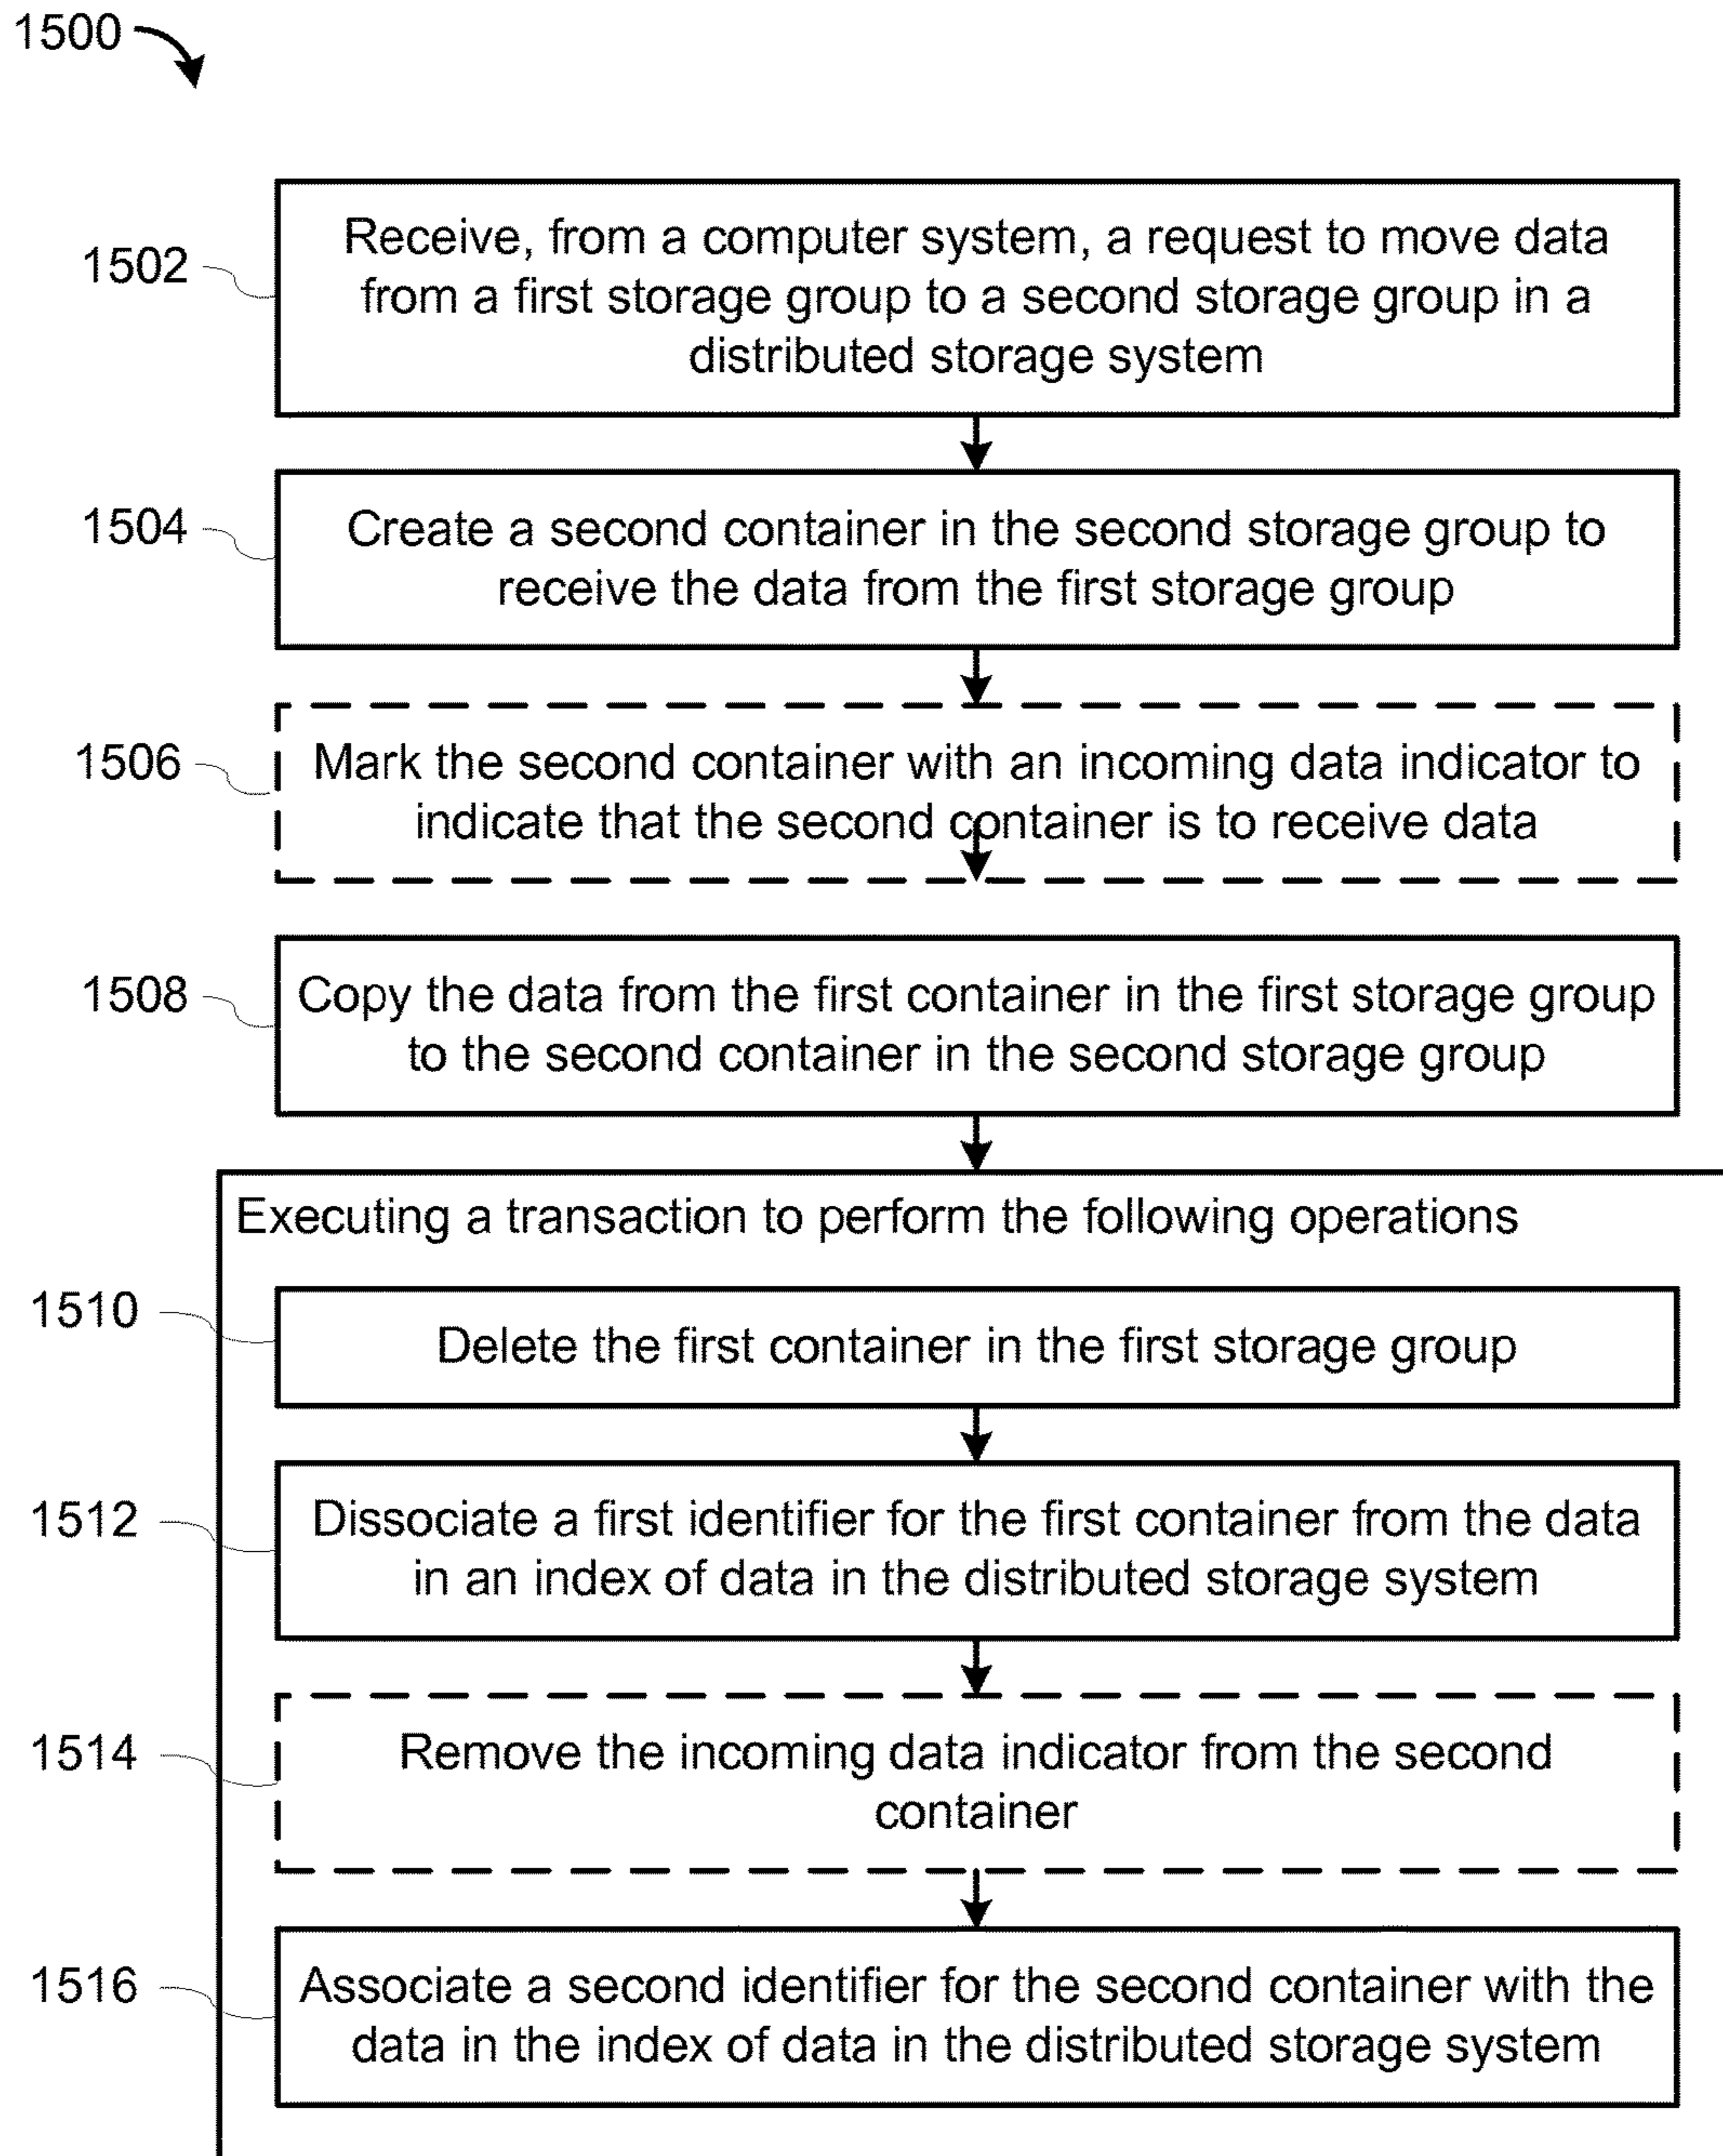 1500
1502
Receive, from a computer system, a request to move data
from a first storage group to a second storage group in a
distributed storage system
1504
Create a second container in the second storage group to
receive the data from the first storage group
1506
Mark the second container with an incoming data indicator to
indicate that the second container is to receive data
1508
Copy the data from the first container in the first storage group
to the second container in the second storage group
Executing a transaction to perform the following operations
1510
Delete the first container in the first storage group
1512
Dissociate a first identifier for the first container from the data
in an index of data in the distributed storage system
1514
Remove the incoming data indicator from the second
container
1516
Associate a second identifier for the second container with the
data in the index of data in the distributed storage system